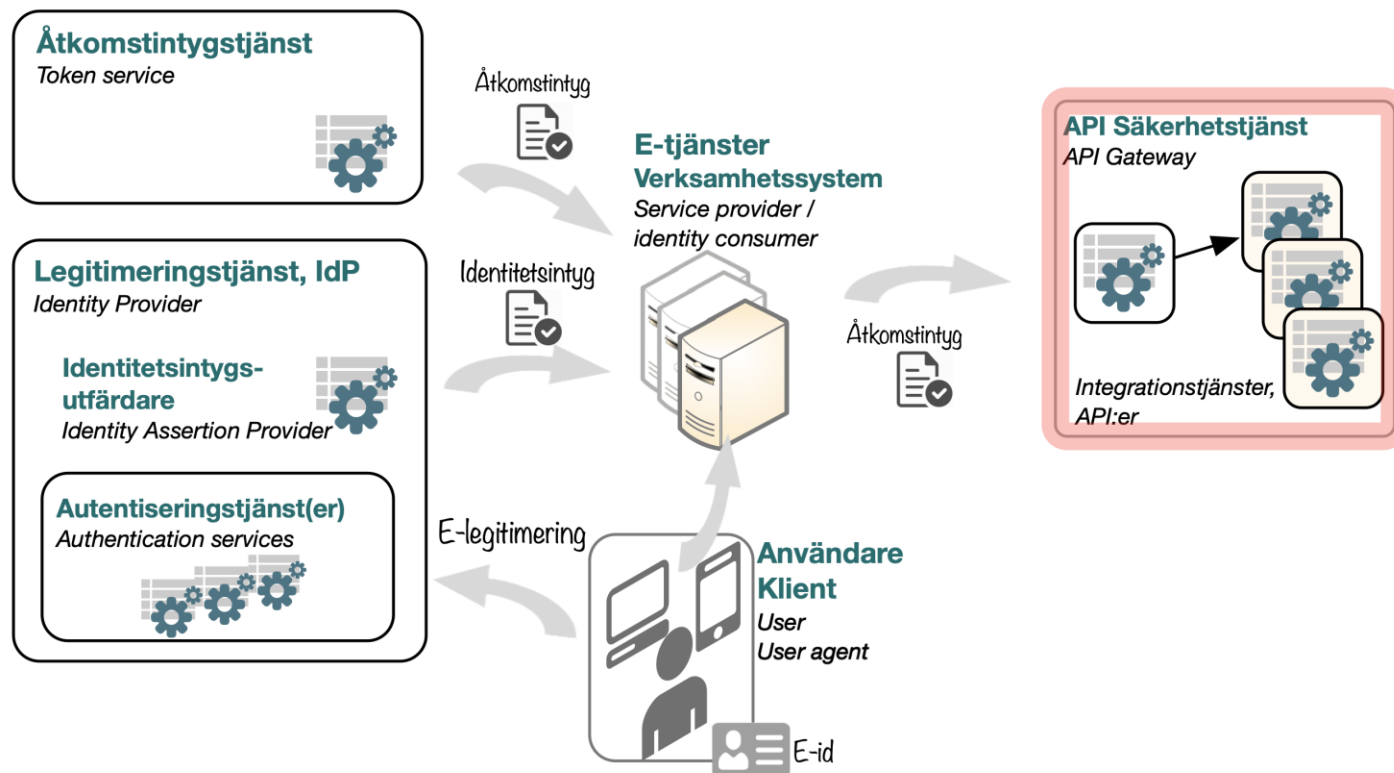 Åtkomstintygstjänst
Token service
Åtkomstintyg
E-tjänster
Verksamhetssystem
Service provider /
identity consumer
API Säkerhetstjänst
API Gateway
Integrationstjänster,
API:er
Legitimeringstjänst, IdP
Identity Provider
Identitetsintyg
Identitetsintygs-
utfärdare
Identity Assertion Provider
Åtkomstintyg
Autentiseringstjänst(er)
Authentication services
E-legitimering
Användare
Klient
User
User agent
E-id